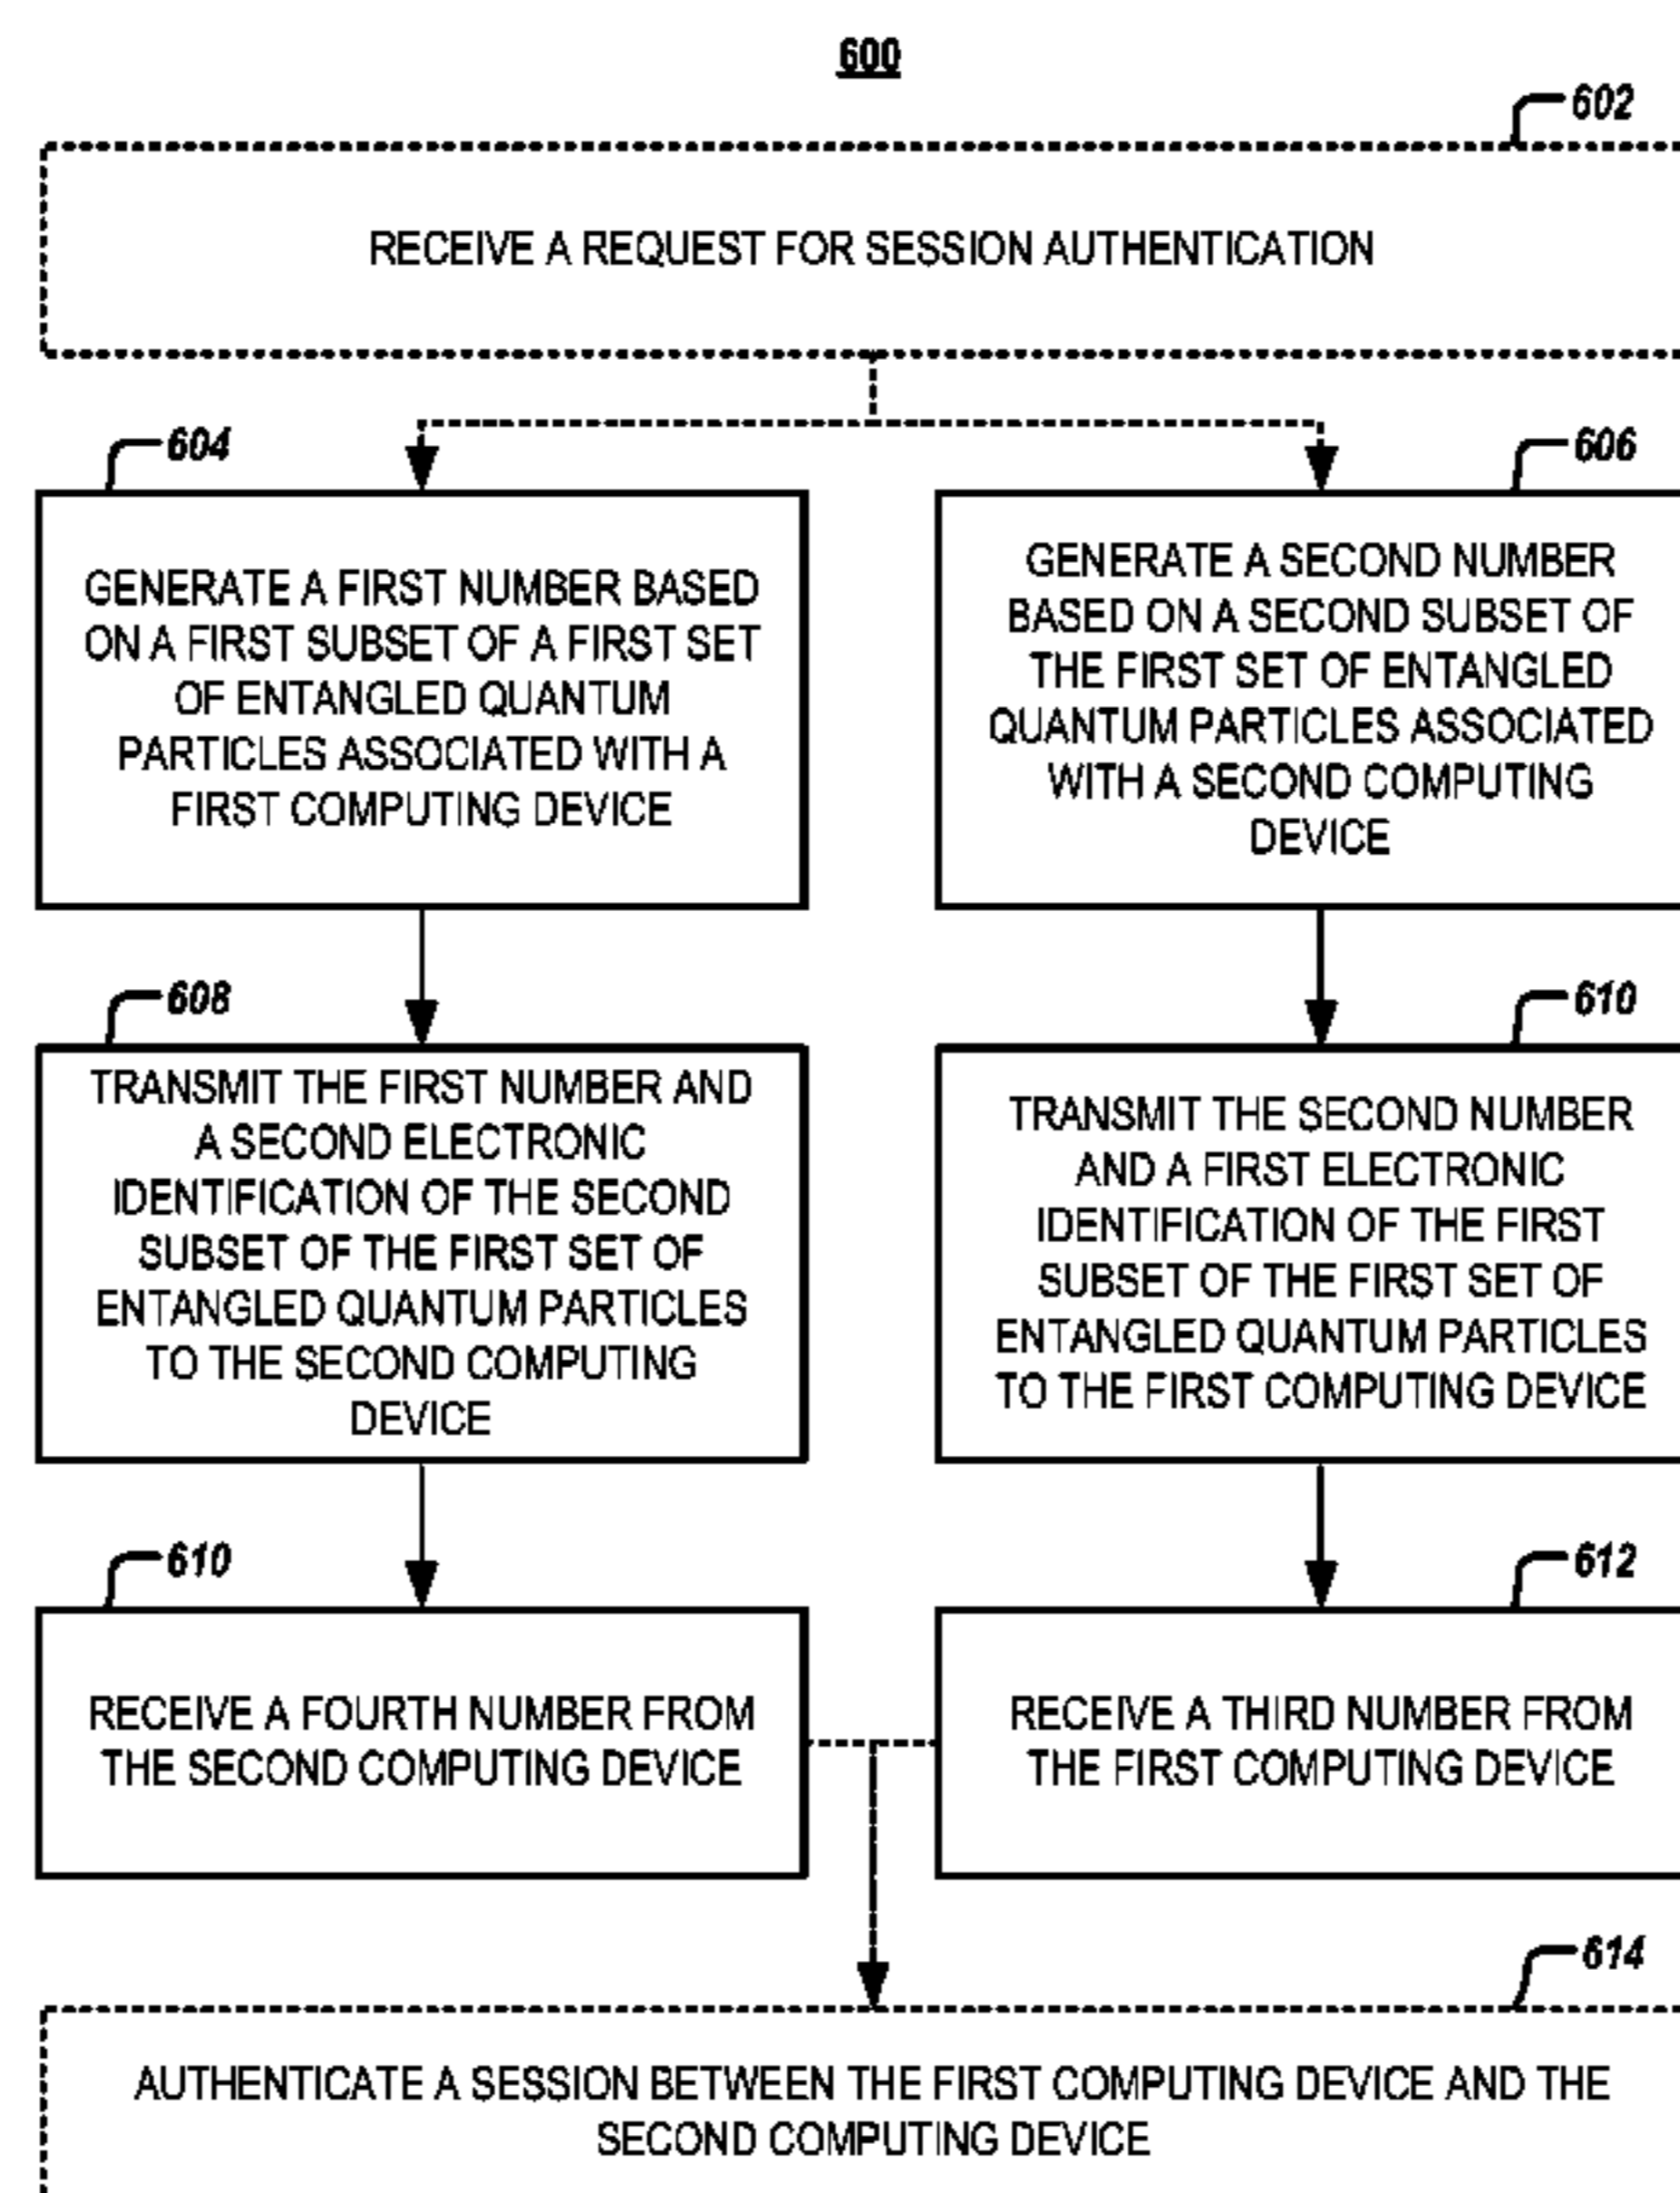 600
602
RECEIVE A REQUEST FOR SESSION AUTHENTICATION
604
GENERATE A FIRST NUMBER BASED
ON A FIRST SUBSET OF A FIRST SET
OF ENTANGLED QUANTUM
PARTICLES ASSOCIATED WITH A
FIRST COMPUTING DEVICE
606
GENERATE A SECOND NUMBER
BASED ON A SECOND SUBSET OF
THE FIRST SET OF ENTANGLED
QUANTUM PARTICLES ASSOCIATED
WITH A SECOND COMPUTING
DEVICE
608
TRANSMIT THE FIRST NUMBER AND
A SECOND ELECTRONIC
IDENTIFICATION OF THE SECOND
SUBSET OF THE FIRST SET OF
ENTANGLED QUANTUM PARTICLES
TO THE SECOND COMPUTING
DEVICE
610
TRANSMIT THE SECOND NUMBER
AND A FIRST ELECTRONIC
IDENTIFICATION OF THE FIRST
SUBSET OF THE FIRST SET OF
ENTANGLED QUANTUM PARTICLES
TO THE FIRST COMPUTING DEVICE
610
RECEIVE A FOURTH NUMBER FROM
THE SECOND COMPUTING DEVICE
612
RECEIVE A THIRD NUMBER FROM
THE FIRST COMPUTING DEVICE
614
AUTHENTICATE A SESSION BETWEEN THE FIRST COMPUTING DEVICE AND THE
SECOND COMPUTING DEVICE